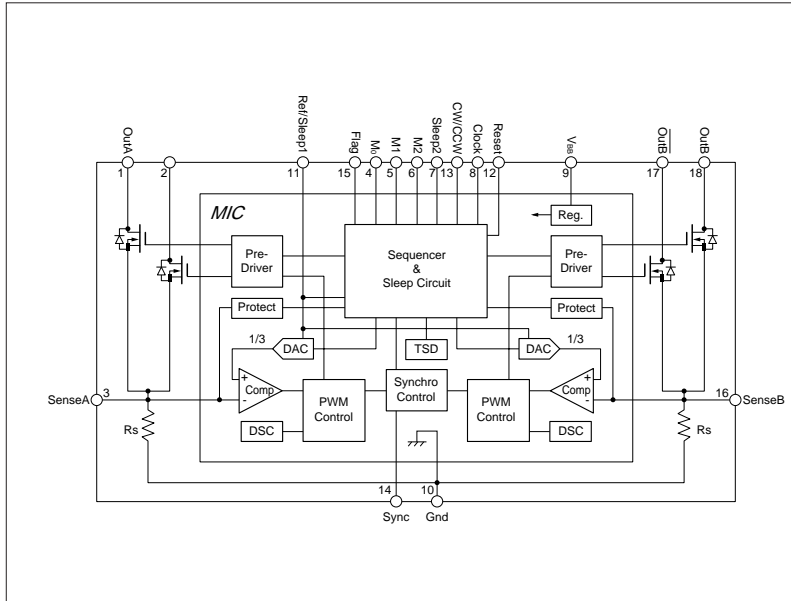 OutA
Ref/Sleep1
Flag
M0
M1
M2
Sleep2
CW/CCW
Clock
Reset
VBB
OutB
OutB
1
2
11
15
4
5
6
7
13
8
12
9
17
18
MIC
Reg.
Pre-
Driver
Sequencer
&
Sleep Circuit
Pre-
Driver
Protect
Protect
1/3
DAC
TSD
DAC
1/3
+
Comp
-
PWM
Control
Synchro
Control
PWM
Control
+
Comp
-
SenseA
3
16
SenseB
Rs
DSC
DSC
Rs
14
10
Sync
Gnd